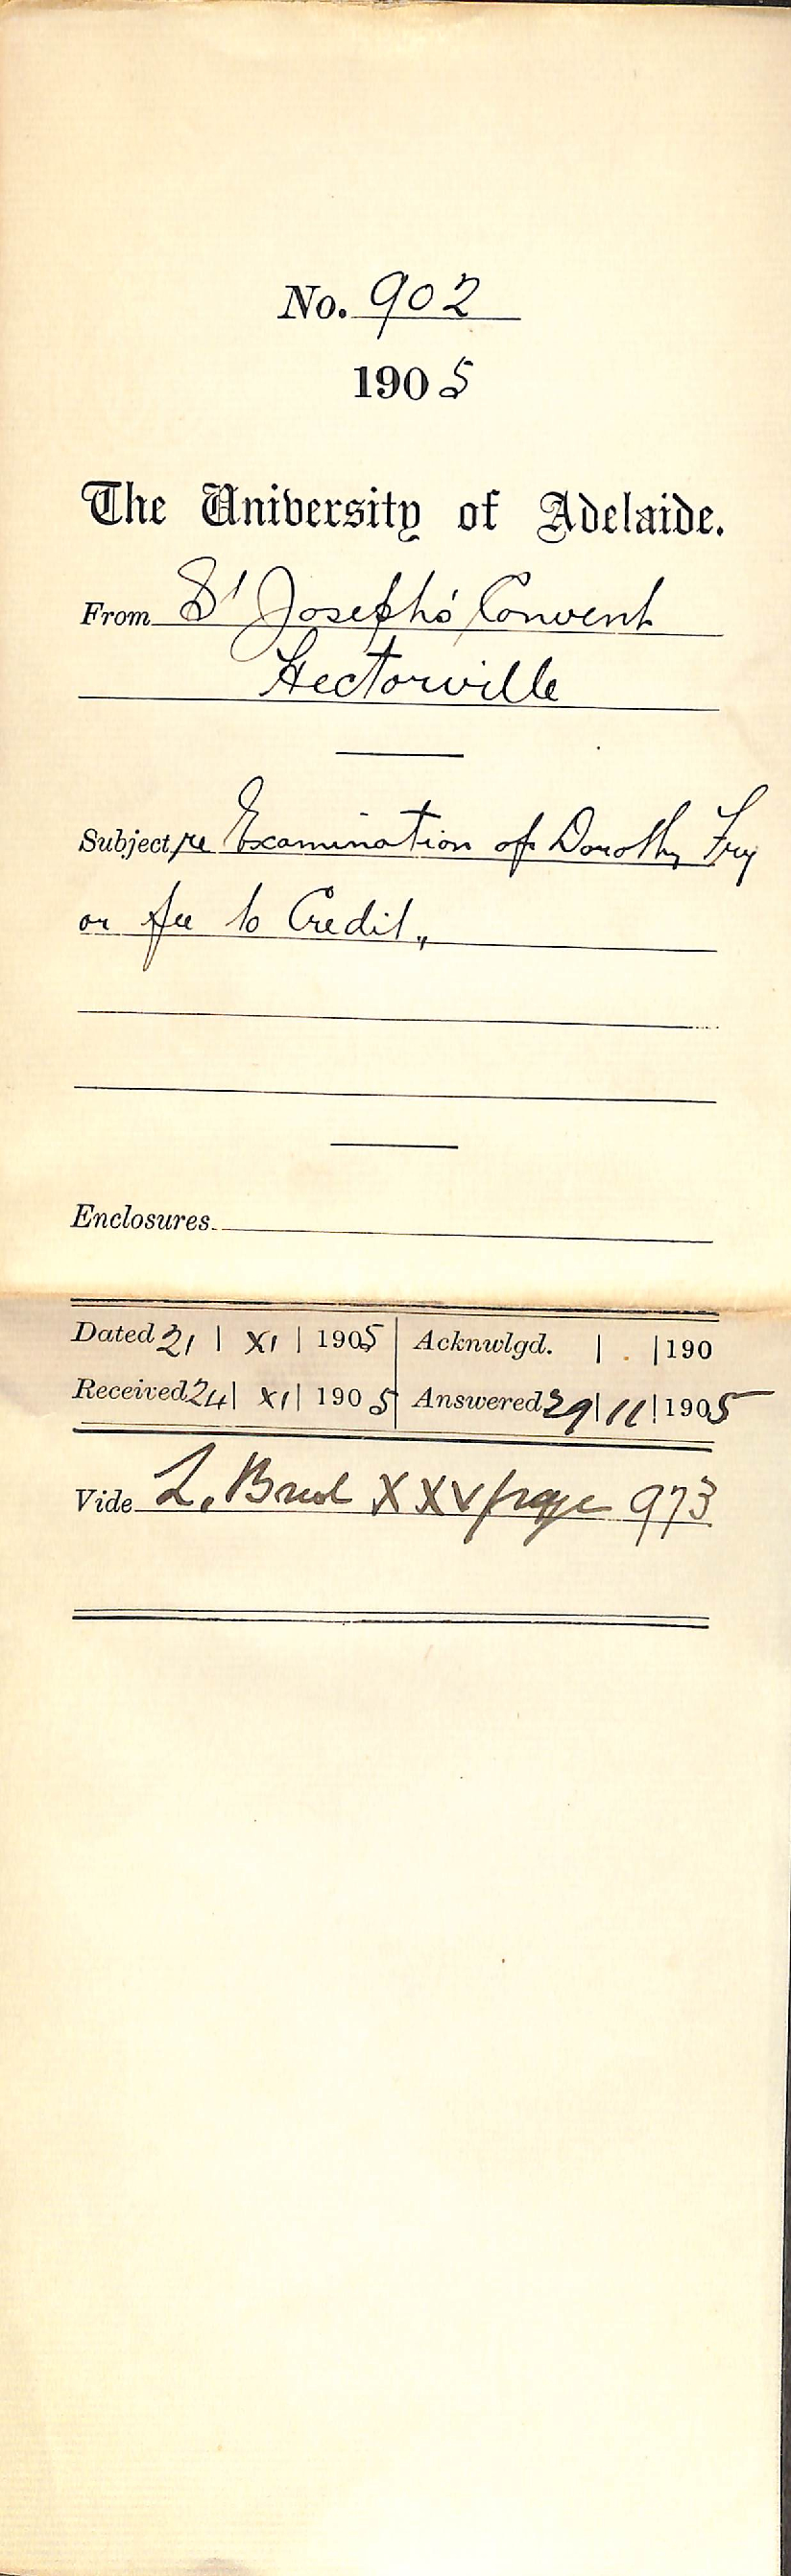 No. 902
1905
The University of Adelaide.
From St Joseph's Convent
Hectorville
Subject re Examination of Dorothy Fry
or fee to Credit,,
Enclosures
Dated 21 | XI | 1905 | Acknwlgd. | . | 190
Received 24 | XI | 1905 | Answered 29 | 11 | 1905
Vide L. XXV page 973